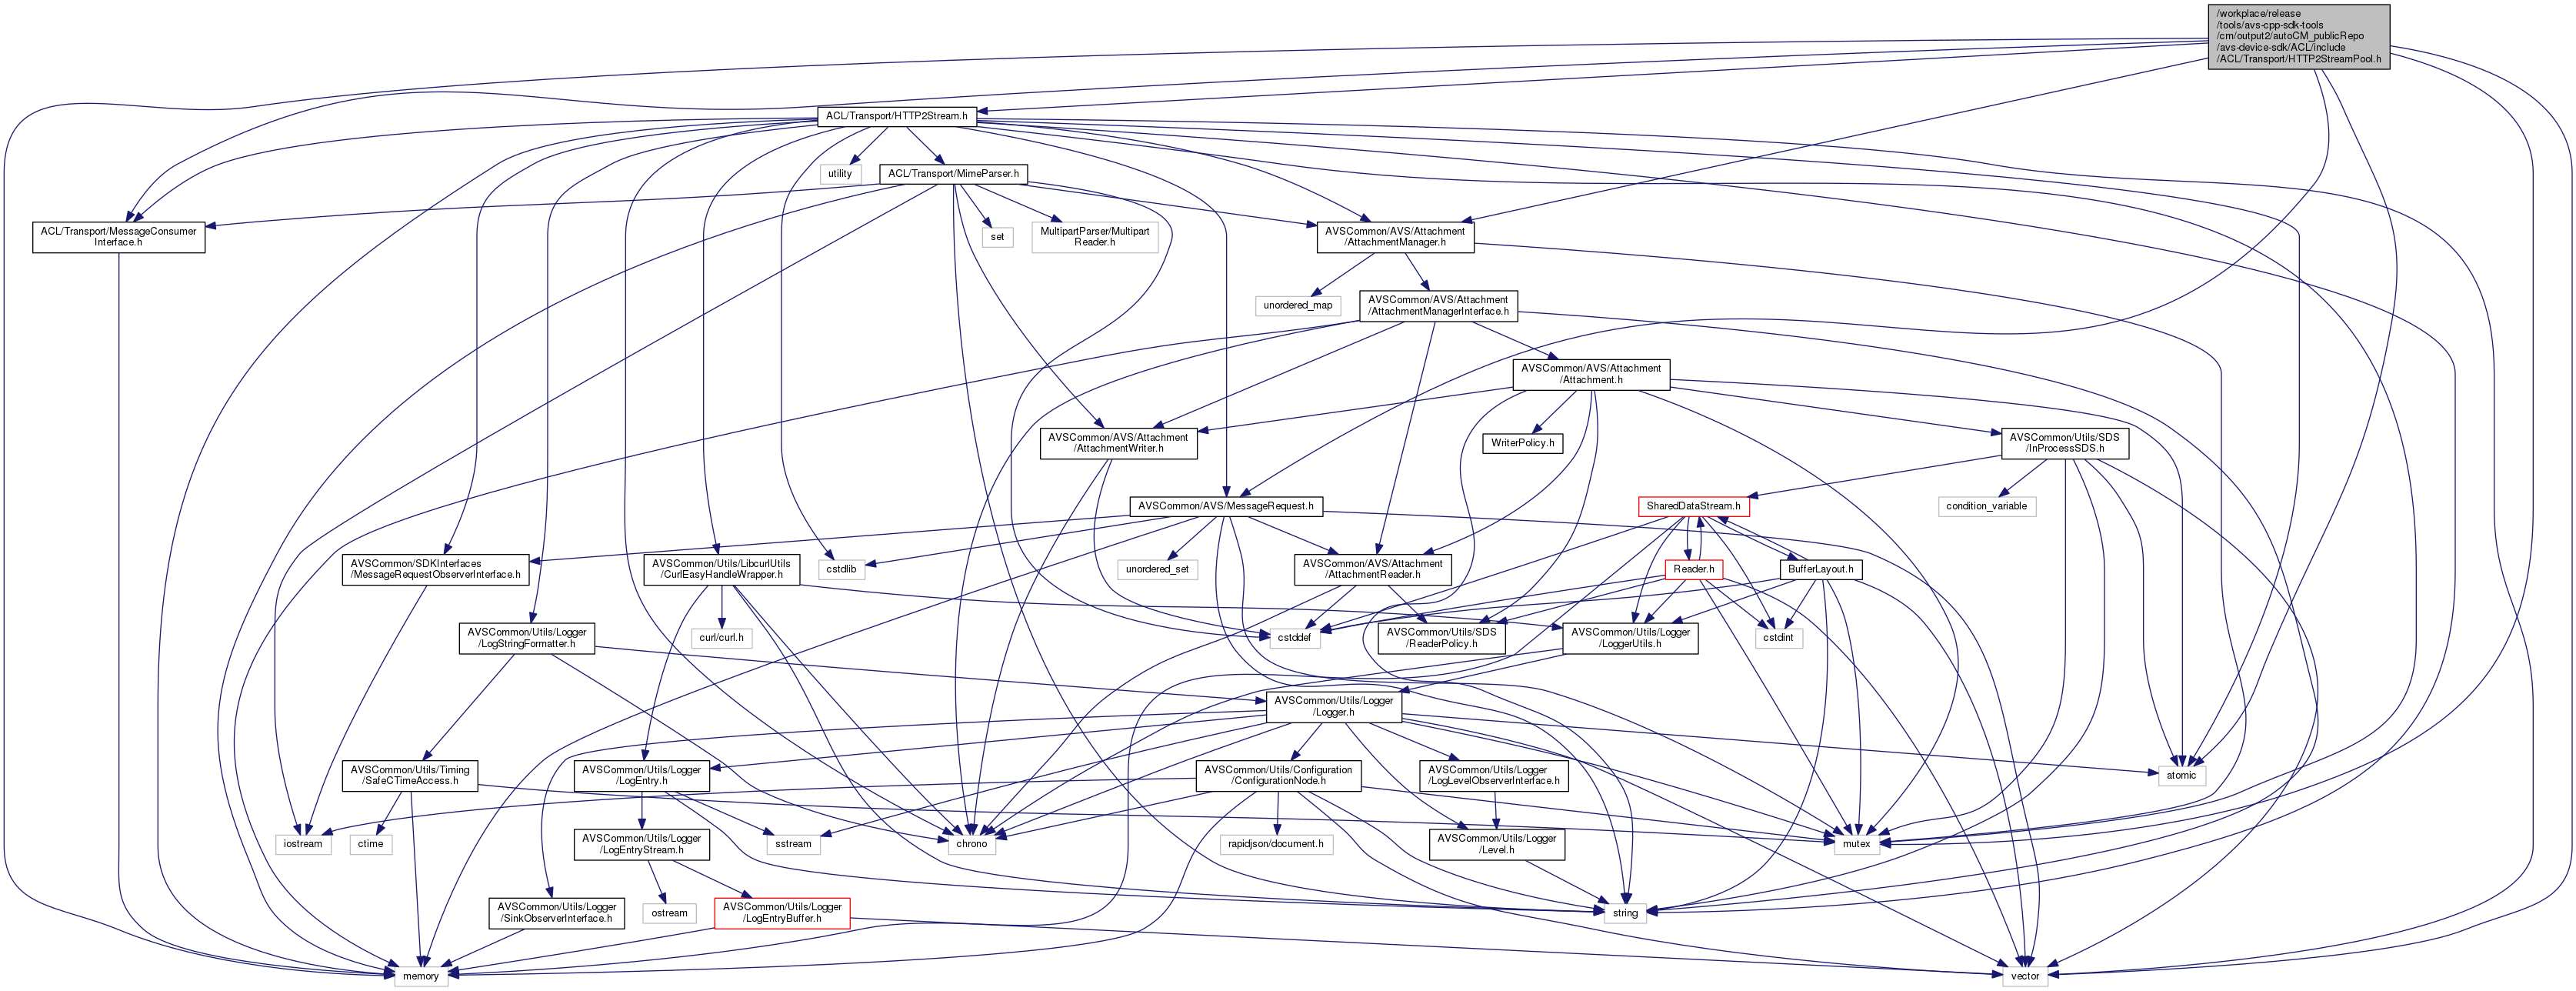 /workplace/release
/tools/avs-cpp-sdk-tools
/cm/output2/autoCM_publicRepo
/avs-device-sdk/ACL/include
/ACL/Transport/HTTP2StreamPool.h
ACL/Transport/HTTP2Stream.h
utility
ACL/Transport/MimeParser.h
ACL/Transport/MessageConsumer
Interface.h
set
MultipartParser/Multipart
Reader.h
AVSCommon/AVS/Attachment
/AttachmentManager.h
unordered_map
AVSCommon/AVS/Attachment
/AttachmentManagerInterface.h
AVSCommon/AVS/Attachment
/Attachment.h
AVSCommon/AVS/Attachment
/AttachmentWriter.h
WriterPolicy.h
AVSCommon/Utils/SDS
/InProcessSDS.h
AVSCommon/AVS/MessageRequest.h
SharedDataStream.h
condition_variable
AVSCommon/SDKInterfaces
/MessageRequestObserverInterface.h
AVSCommon/Utils/LibcurlUtils
/CurlEasyHandleWrapper.h
cstdlib
unordered_set
AVSCommon/AVS/Attachment
/AttachmentReader.h
Reader.h
BufferLayout.h
AVSCommon/Utils/Logger
/LogStringFormatter.h
curl/curl.h
cstddef
AVSCommon/Utils/SDS
/ReaderPolicy.h
AVSCommon/Utils/Logger
/LoggerUtils.h
cstdint
AVSCommon/Utils/Logger
/Logger.h
AVSCommon/Utils/Timing
/SafeCTimeAccess.h
AVSCommon/Utils/Logger
/LogEntry.h
AVSCommon/Utils/Configuration
/ConfigurationNode.h
AVSCommon/Utils/Logger
/LogLevelObserverInterface.h
atomic
iostream
ctime
AVSCommon/Utils/Logger
/LogEntryStream.h
sstream
chrono
rapidjson/document.h
AVSCommon/Utils/Logger
/Level.h
mutex
AVSCommon/Utils/Logger
/SinkObserverInterface.h
ostream
AVSCommon/Utils/Logger
/LogEntryBuffer.h
string
memory
vector